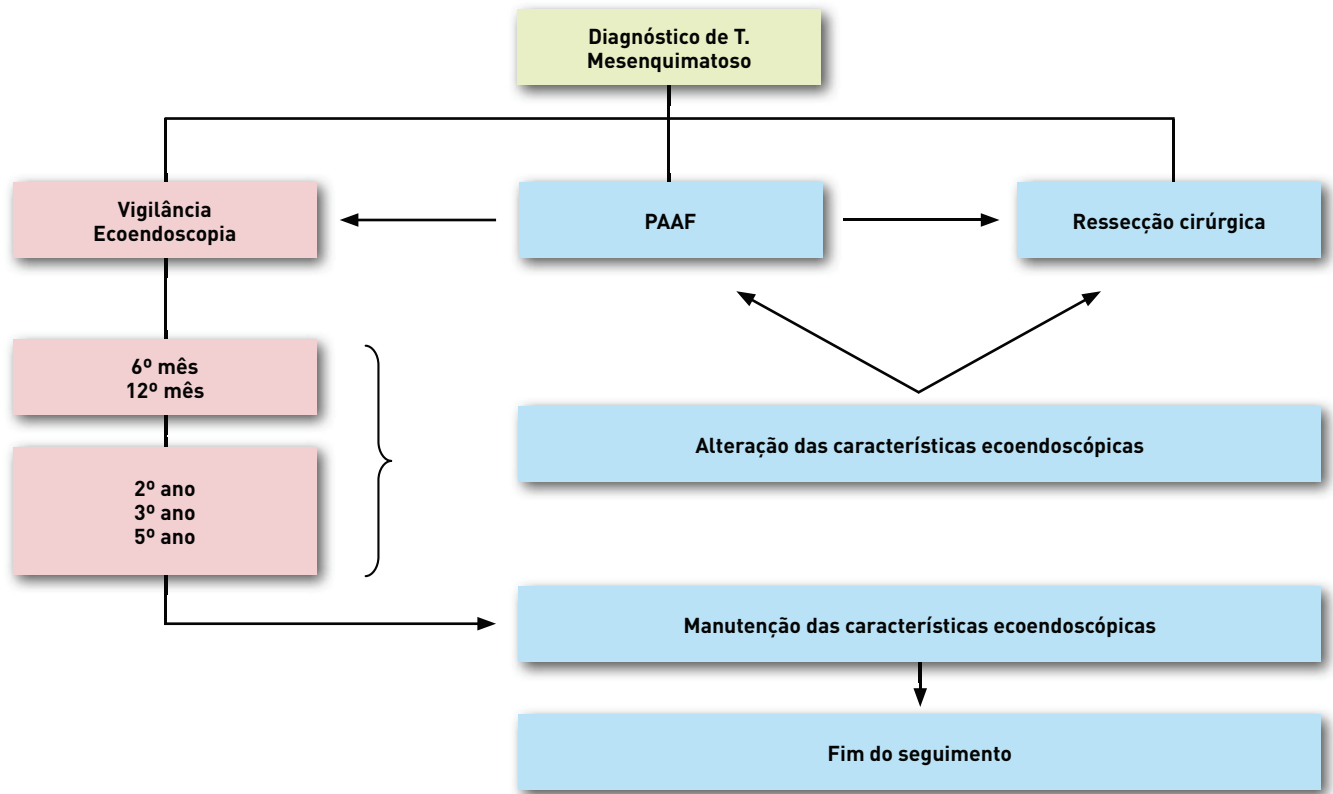 Diagnóstico de T.
Mesenquimatoso
Vigilância
Ecoendoscopia
PAAF
Ressecção cirúrgica
6º mês
12º mês
2º ano
3º ano
5º ano
Alteração das características ecoendoscópicas
Manutenção das características ecoendoscópicas
Fim do seguimento